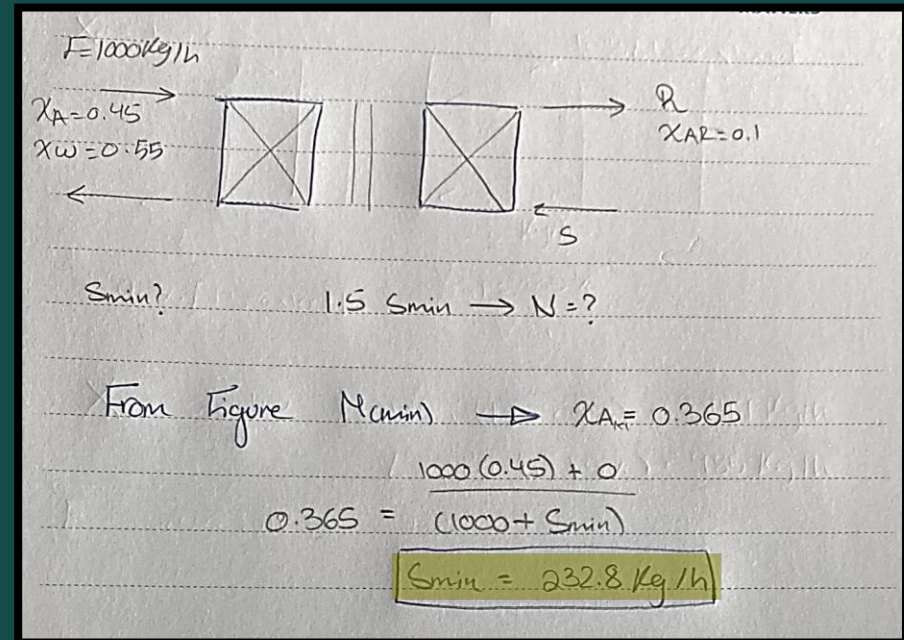 F=1000Kg/h
xA=0.45
xw=0.55
R
xAR=0.1
S
Smin?
1.5 Smin → N=?
From Figure M(min) → xAM= 0.365
1000(0.45) + 0
0.365 = (1000+ Smin)
Smin = 232.8 Kg/h